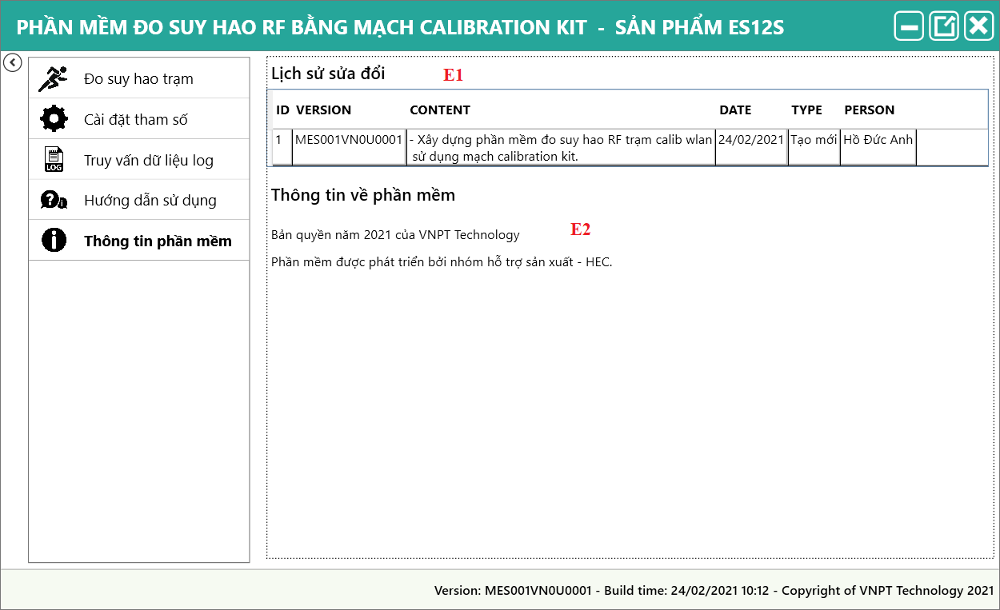 PHẦN MỀM ĐO SUY HAO RF BẰNG MẠCH CALIBRATION KIT - SẢN PHẨM ES12S
Đo suy hao trạm
Cài đặt tham số
LOG
Truy vấn dữ liệu log
Hướng dẫn sử dụng
Thông tin phần mềm
Lịch sử sửa đổi E1
ID VERSION CONTENT DATE TYPE PERSON
1 MES001VN0U0001 - Xây dựng phần mềm đo suy hao RF trạm calib wlan 24/02/2021 Tạo mới Hồ Đức Anh
sử dụng mạch calibration kit.
Thông tin về phần mềm
E2
Bản quyền năm 2021 của VNPT Technology
Phần mềm được phát triển bởi nhóm hỗ trợ sản xuất - HEC.
Version: MES001VN0U0001 - Build time: 24/02/2021 10:12 - Copyright of VNPT Technology 2021